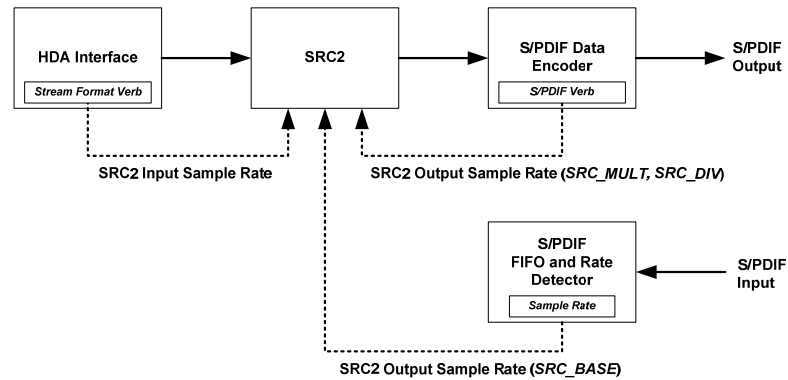 HDA Interface
Stream Format Verb
SRC2
S/PDIF Data
Encoder
S/PDIF Verb
S/PDIF
Output
SRC2 Input Sample Rate
SRC2 Output Sample Rate (SRC_MULT, SRC_DIV)
S/PDIF
FIFO and Rate
Detector
Sample Rate
S/PDIF
Input
SRC2 Output Sample Rate (SRC_BASE)